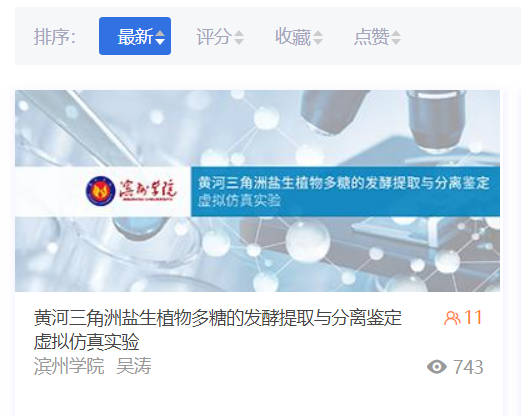 排序：
最新
评分
收藏
点赞
滨州学院
黄河三角洲盐生植物多糖的发酵提取与分离鉴定
虚拟仿真实验
黄河三角洲盐生植物多糖的发酵提取与分离鉴定
虚拟仿真实验
11
滨州学院 吴涛
743